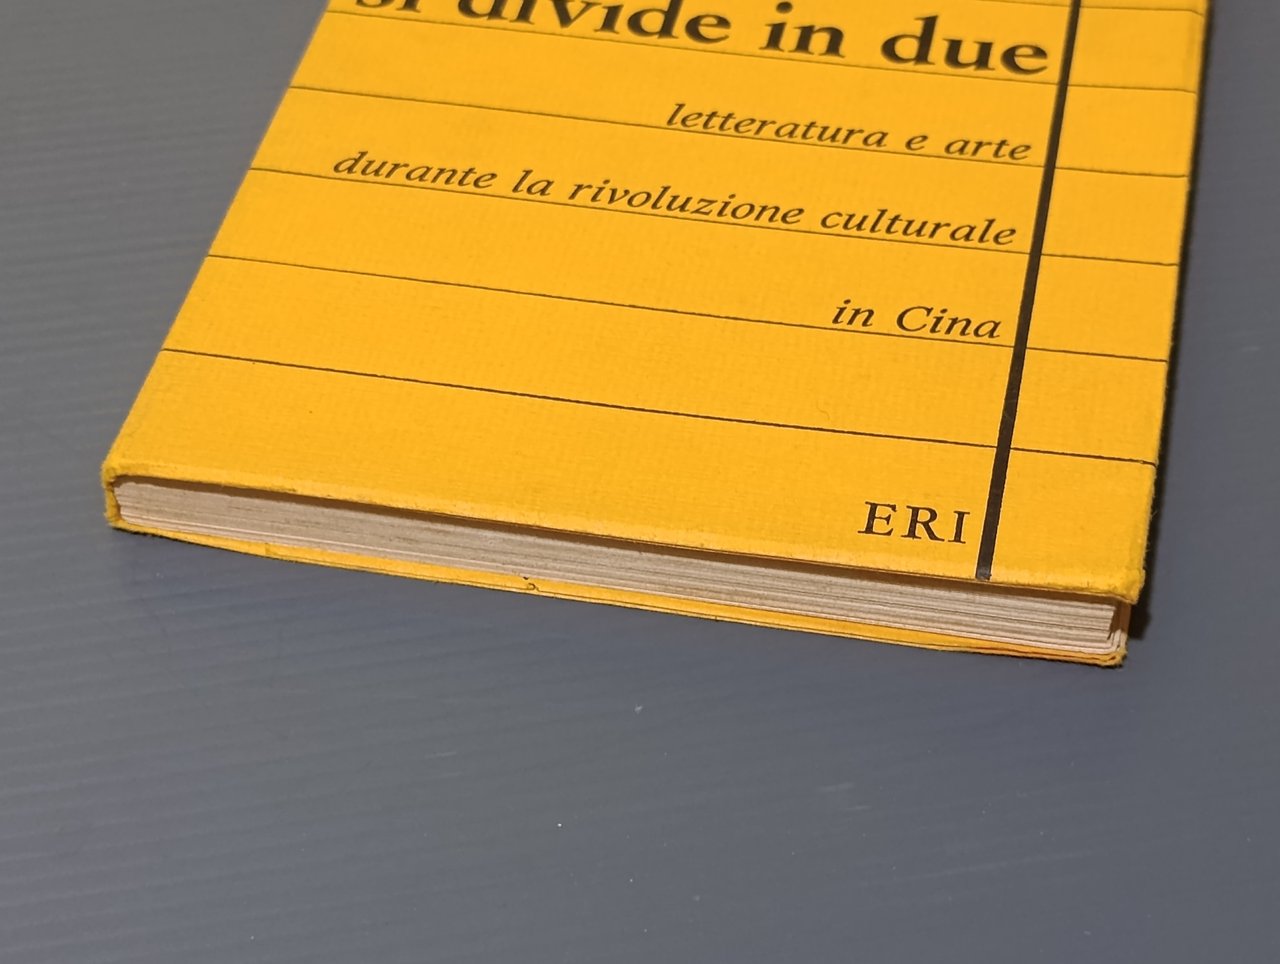 si divide in due
letteratura e arte
durante la rivoluzione culturale
in Cina
ERI